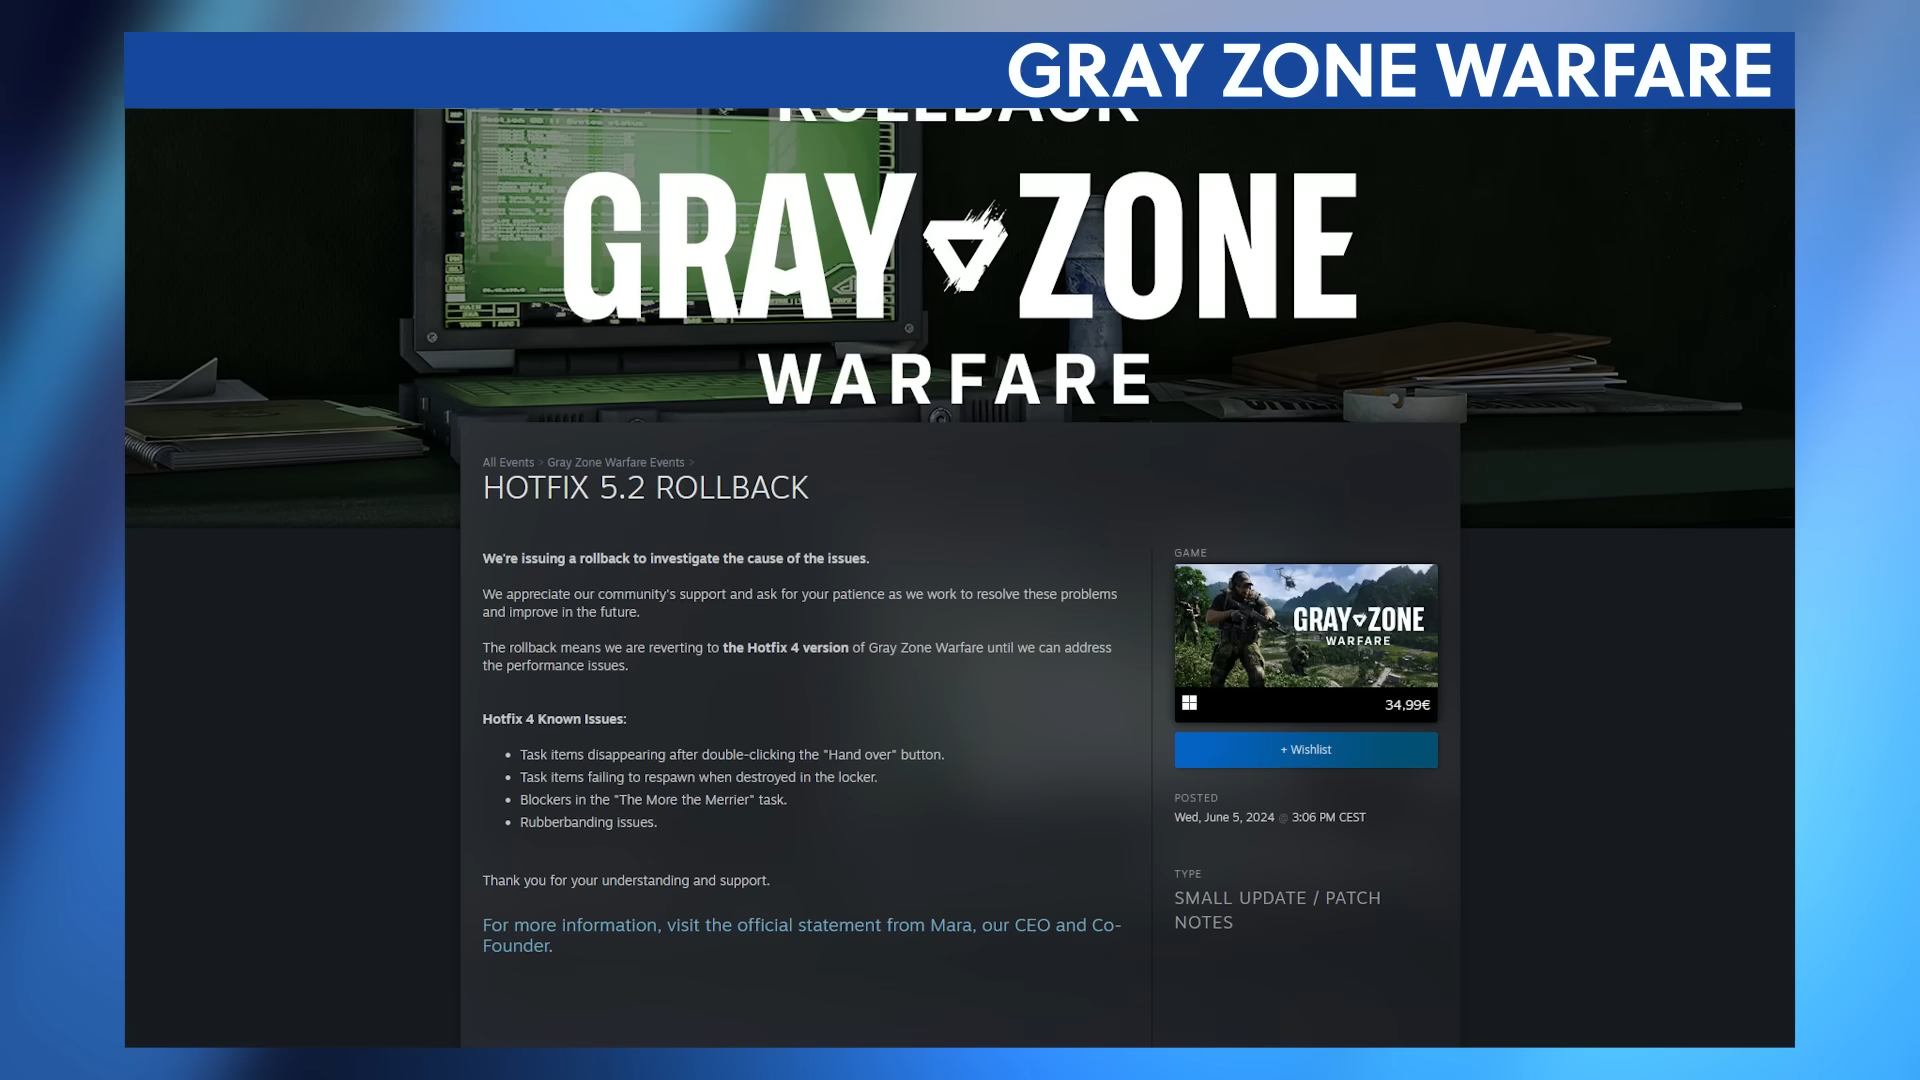 GRAY ZONE WARFARE
ROLLBACK
GRAY ZONE
WARFARE
All Events > Gray Zone Warfare Events >
HOTFIX 5.2 ROLLBACK
We're issuing a rollback to investigate the cause of the issues.
We appreciate our community's support and ask for your patience as we work to resolve these problems
and improve in the future.
The rollback means we are reverting to the Hotfix 4 version of Gray Zone Warfare until we can address
the performance issues.
Hotfix 4 Known Issues:
• Task items disappearing after double-clicking the "Hand over" button.
• Task items failing to respawn when destroyed in the locker.
• Blockers in the "The More the Merrier" task.
• Rubberbanding issues.
Thank you for your understanding and support.
For more information, visit the official statement from Mara, our CEO and Co-
Founder.
GAME
GRAY ZONE
WARFARE
34,99€
+ Wishlist
POSTED
Wed, June 5, 2024 @ 3:06 PM CEST
TYPE
SMALL UPDATE / PATCH
NOTES